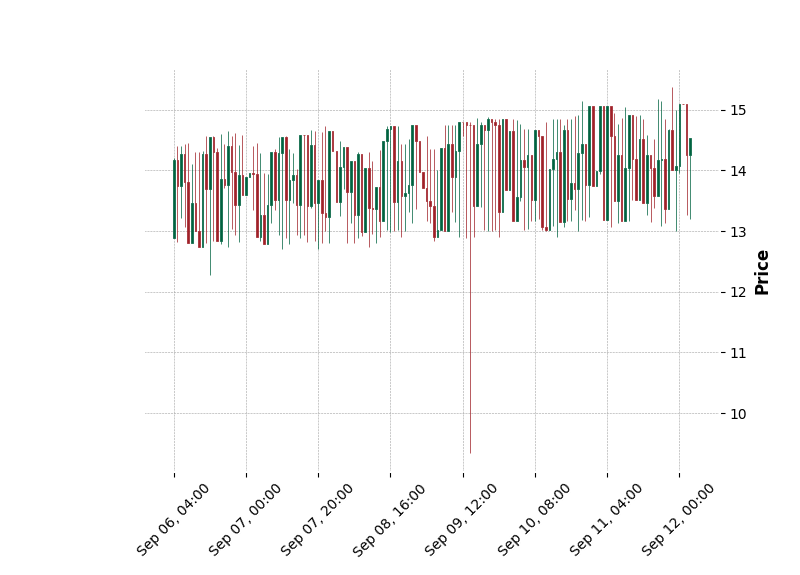 15
14
13
12
11
10
Price
Sep 06, 04:00
Sep 07, 00:00
Sep 07, 20:00
Sep 08, 16:00
Sep 09, 12:00
Sep 10, 08:00
Sep 11, 04:00
Sep 12, 00:00